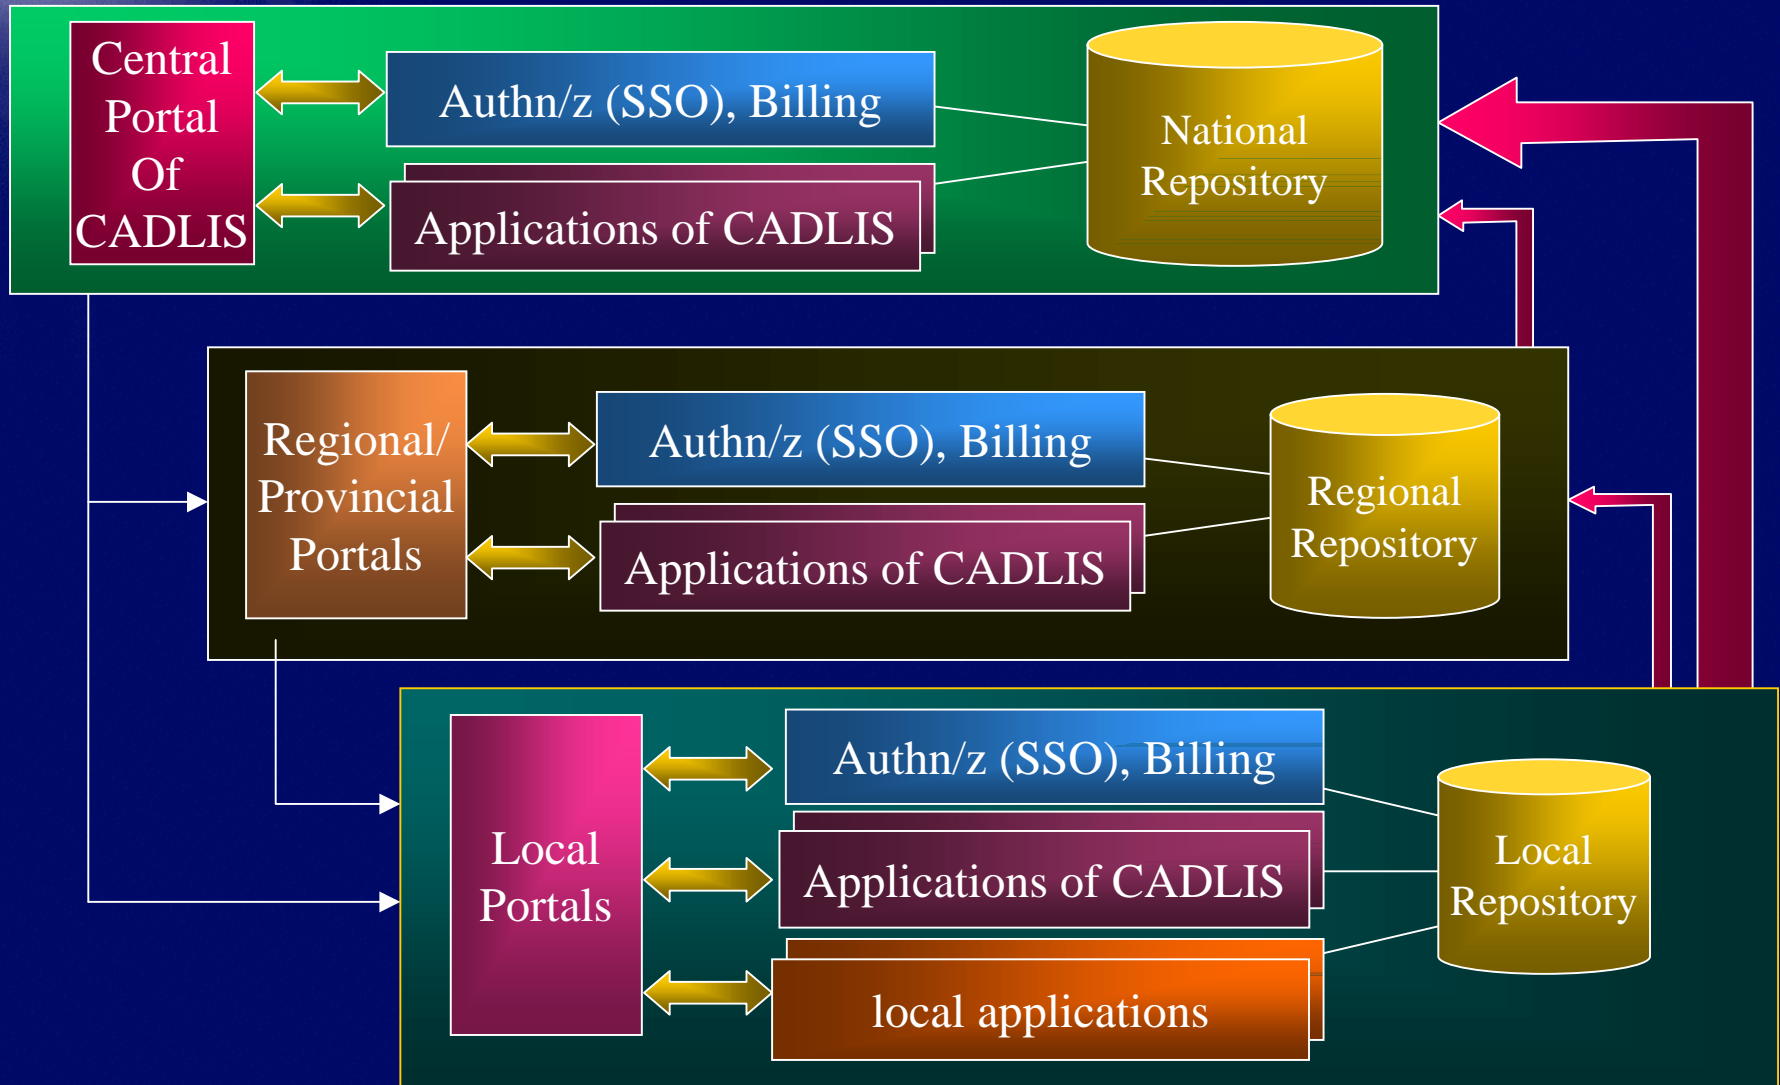 Central
Portal
Of
CADLIS
Authn/z (SSO), Billing
Applications of CADLIS
National
Repository
Regional/
Provincial
Portals
Authn/z (SSO), Billing
Applications of CADLIS
Regional
Repository
Local
Portals
Authn/z (SSO), Billing
Applications of CADLIS
local applications
Local
Repository